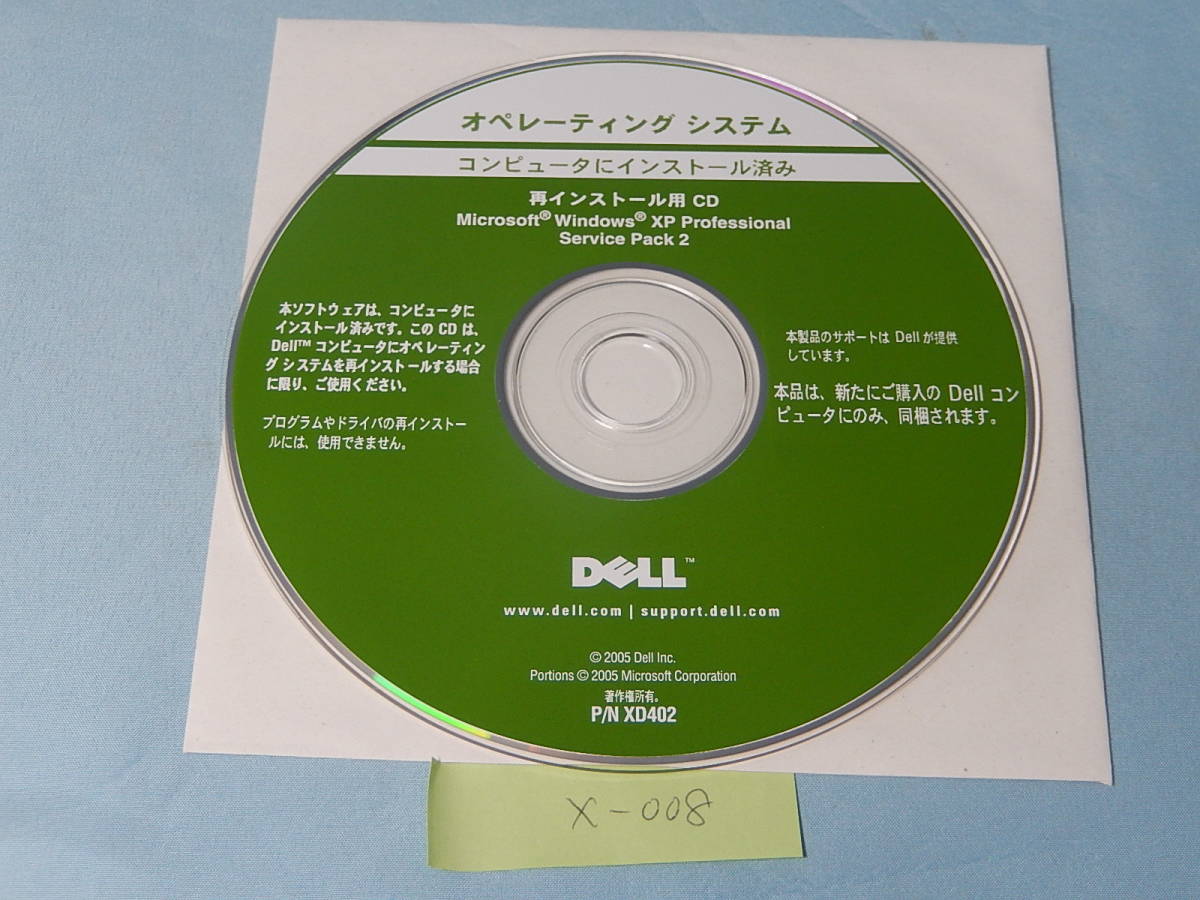 オペレーティング システム
コンピュータにインストール済み
再インストール用 CD
Microsoft® Windows® XP Professional
Service Pack 2
本ソフトウェアは、コンピュータに
インストール済みです。この CD は、
Dell™ コンピュータにオペレーティン
グ システムを再インストールする場合
に限り、ご使用ください。
プログラムやドライバの再インストー
ルには、使用できません。
本製品のサポートは Dell が提供
しています。
本品は、新たにご購入の Dell コン
ピュータにのみ、同梱されます。
DELL™
www.dell.com | support.dell.com
© 2005 Dell Inc.
Portions © 2005 Microsoft Corporation
著作権所有。
P/N XD402
X-008